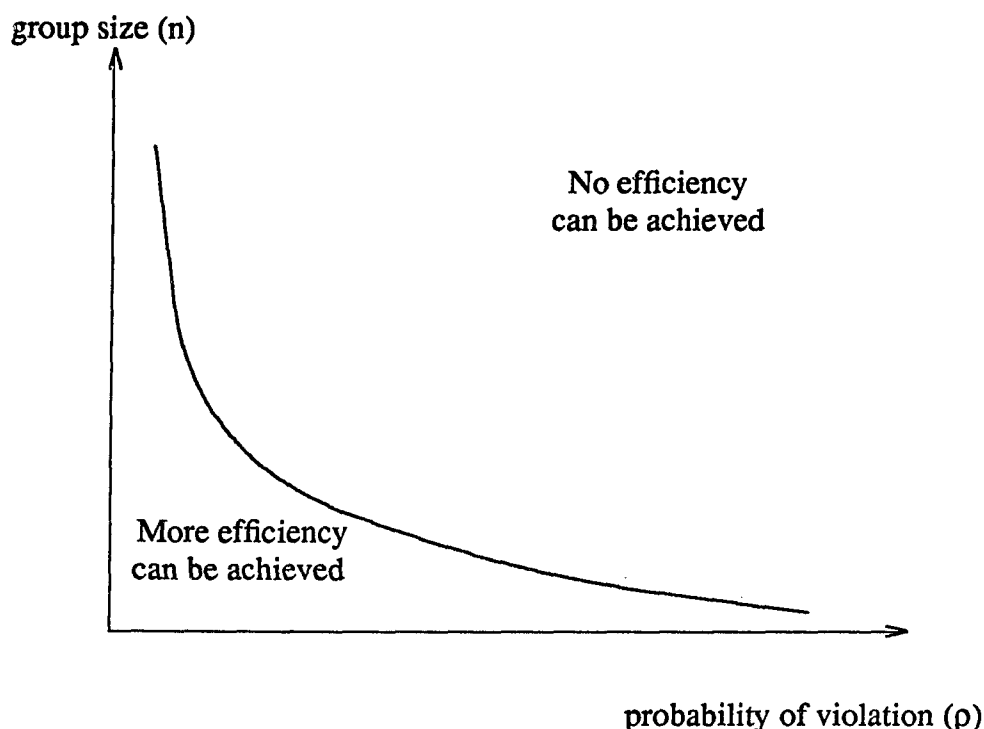 group size (n)
No efficiency
can be achieved
More efficiency
can be achieved
probability of violation (ρ)